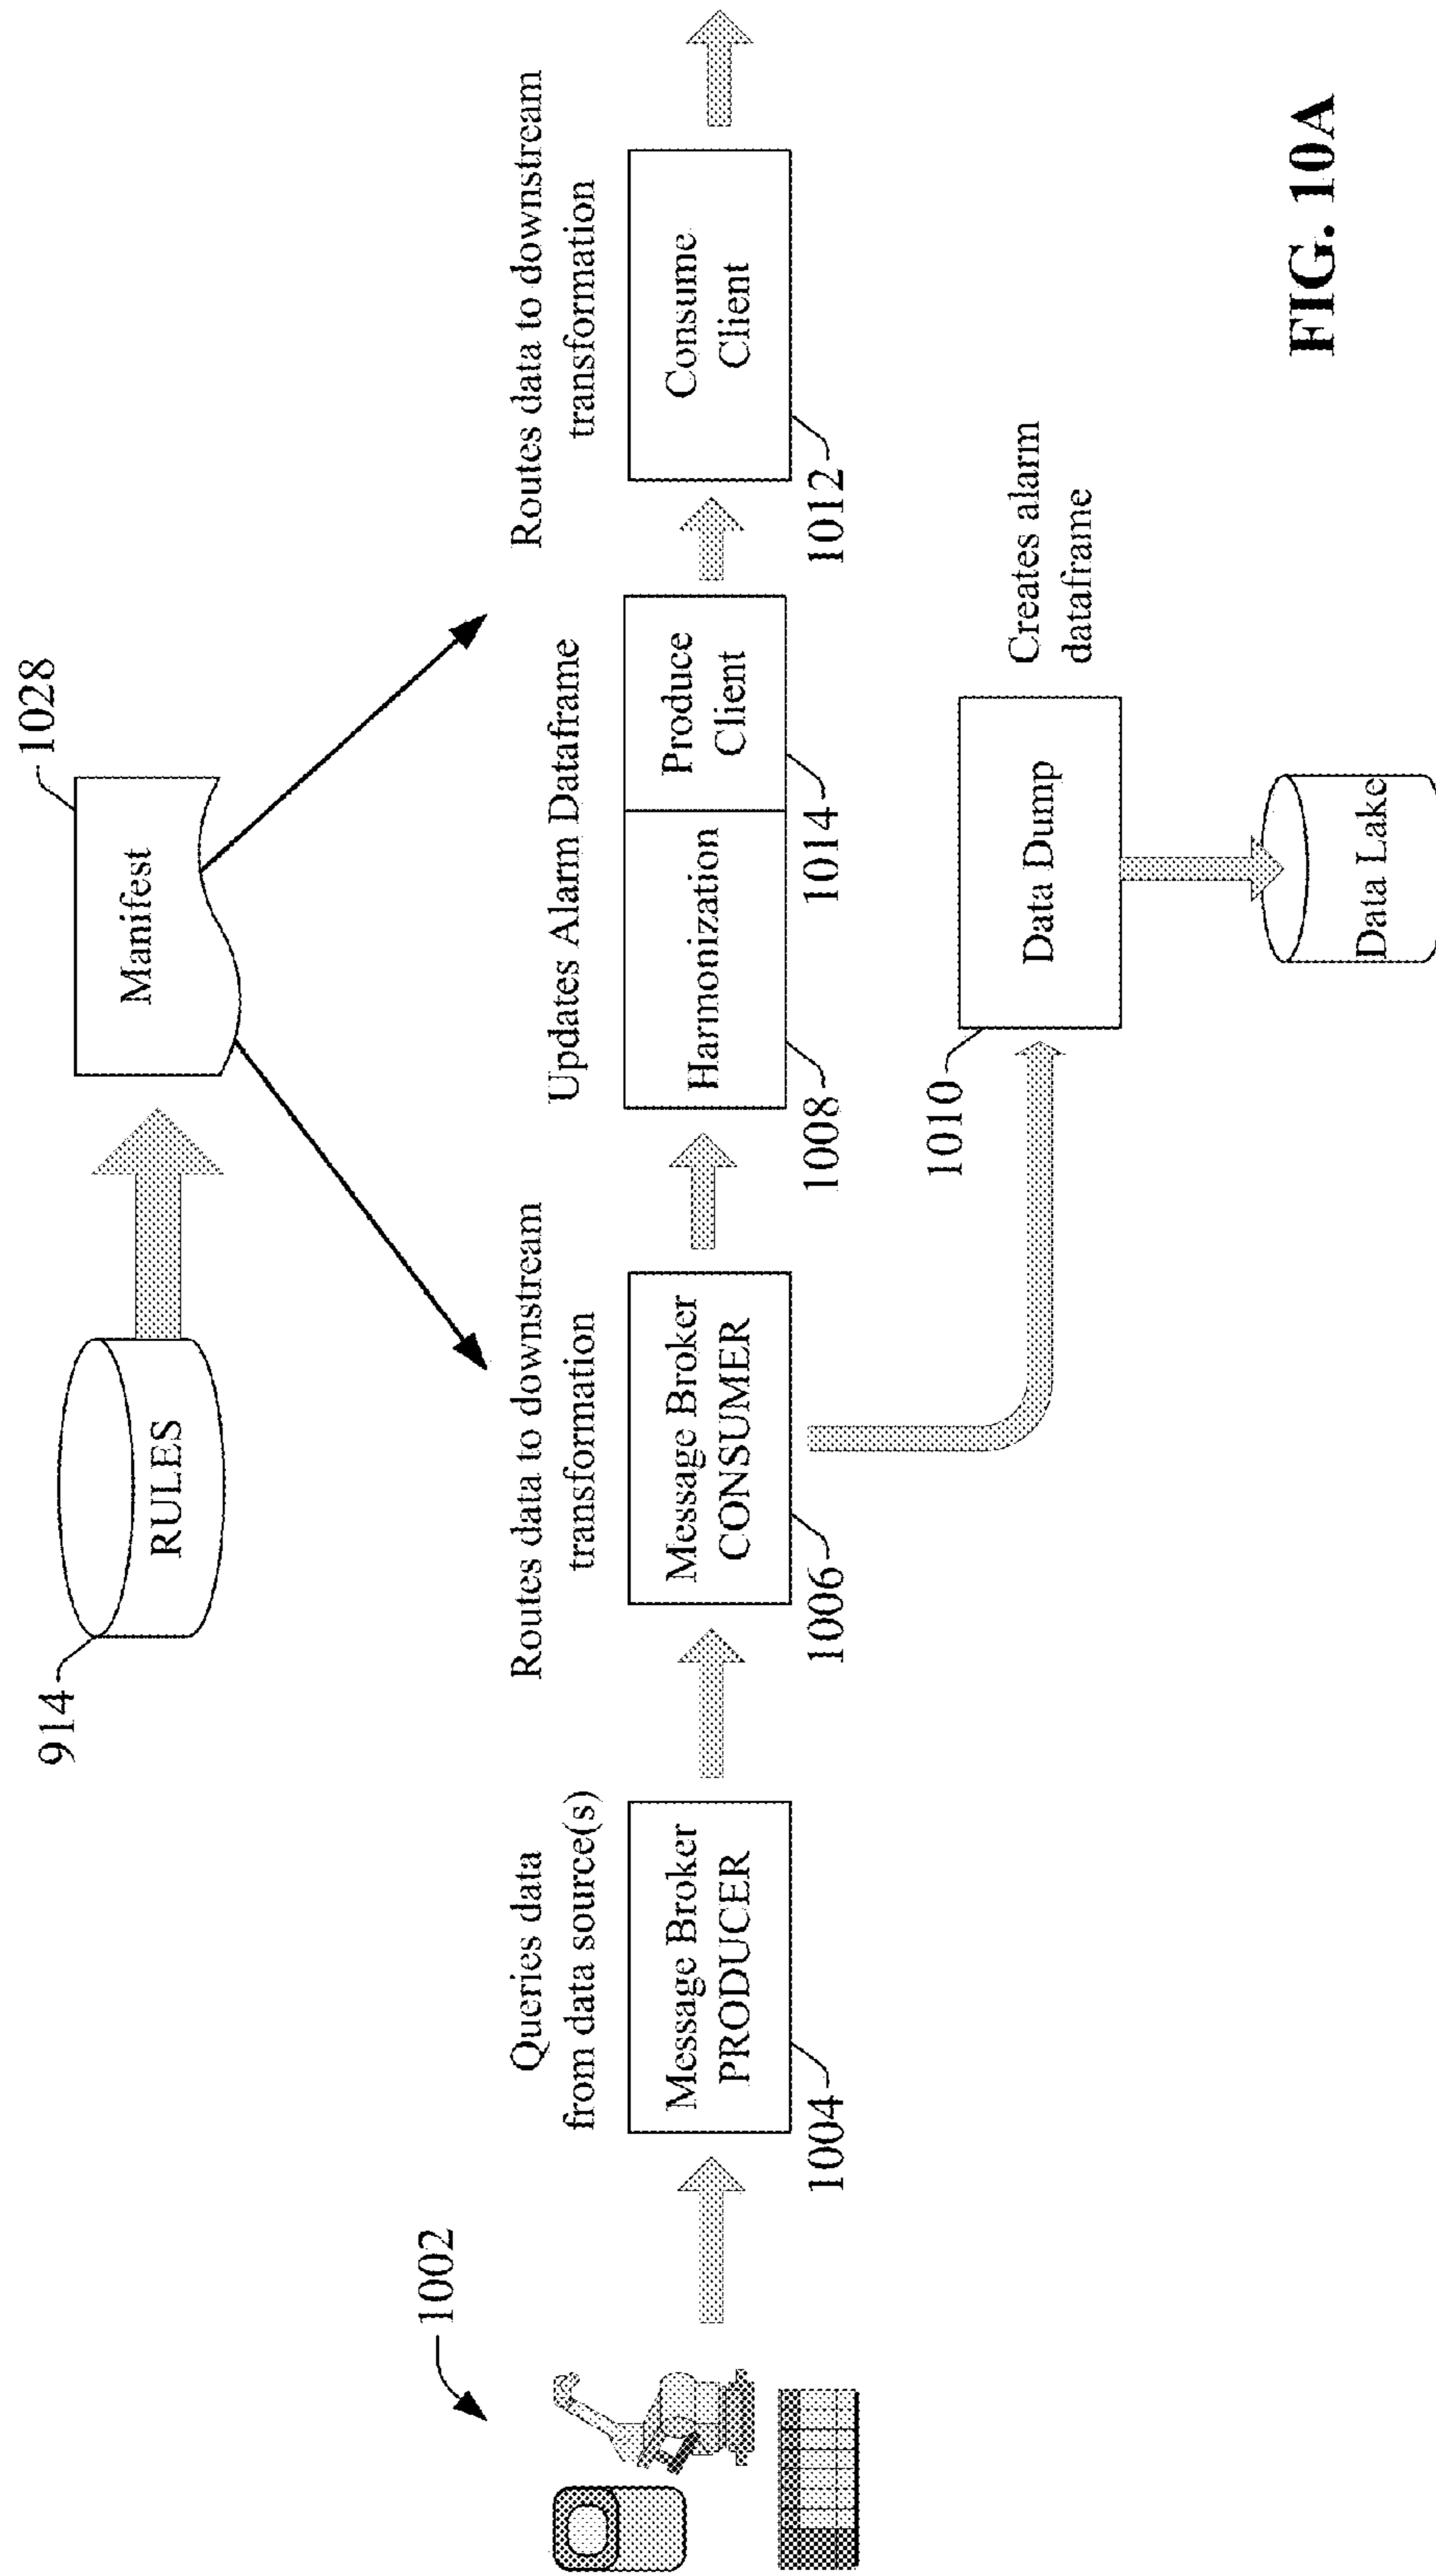 914
RULES
Manifest
1028
1002
Queries data
from data source(s)
Message Broker
PRODUCER
1004
Routes data to downstream
transformation
Message Broker
CONSUMER
1006
Updates Alarm Dataframe
Harmonization
1008
Produce
Client
1014
Routes data to downstream
transformation
Consume
Client
1012
1010
Data Dump
Creates alarm
dataframe
Data Lake
FIG. 10A